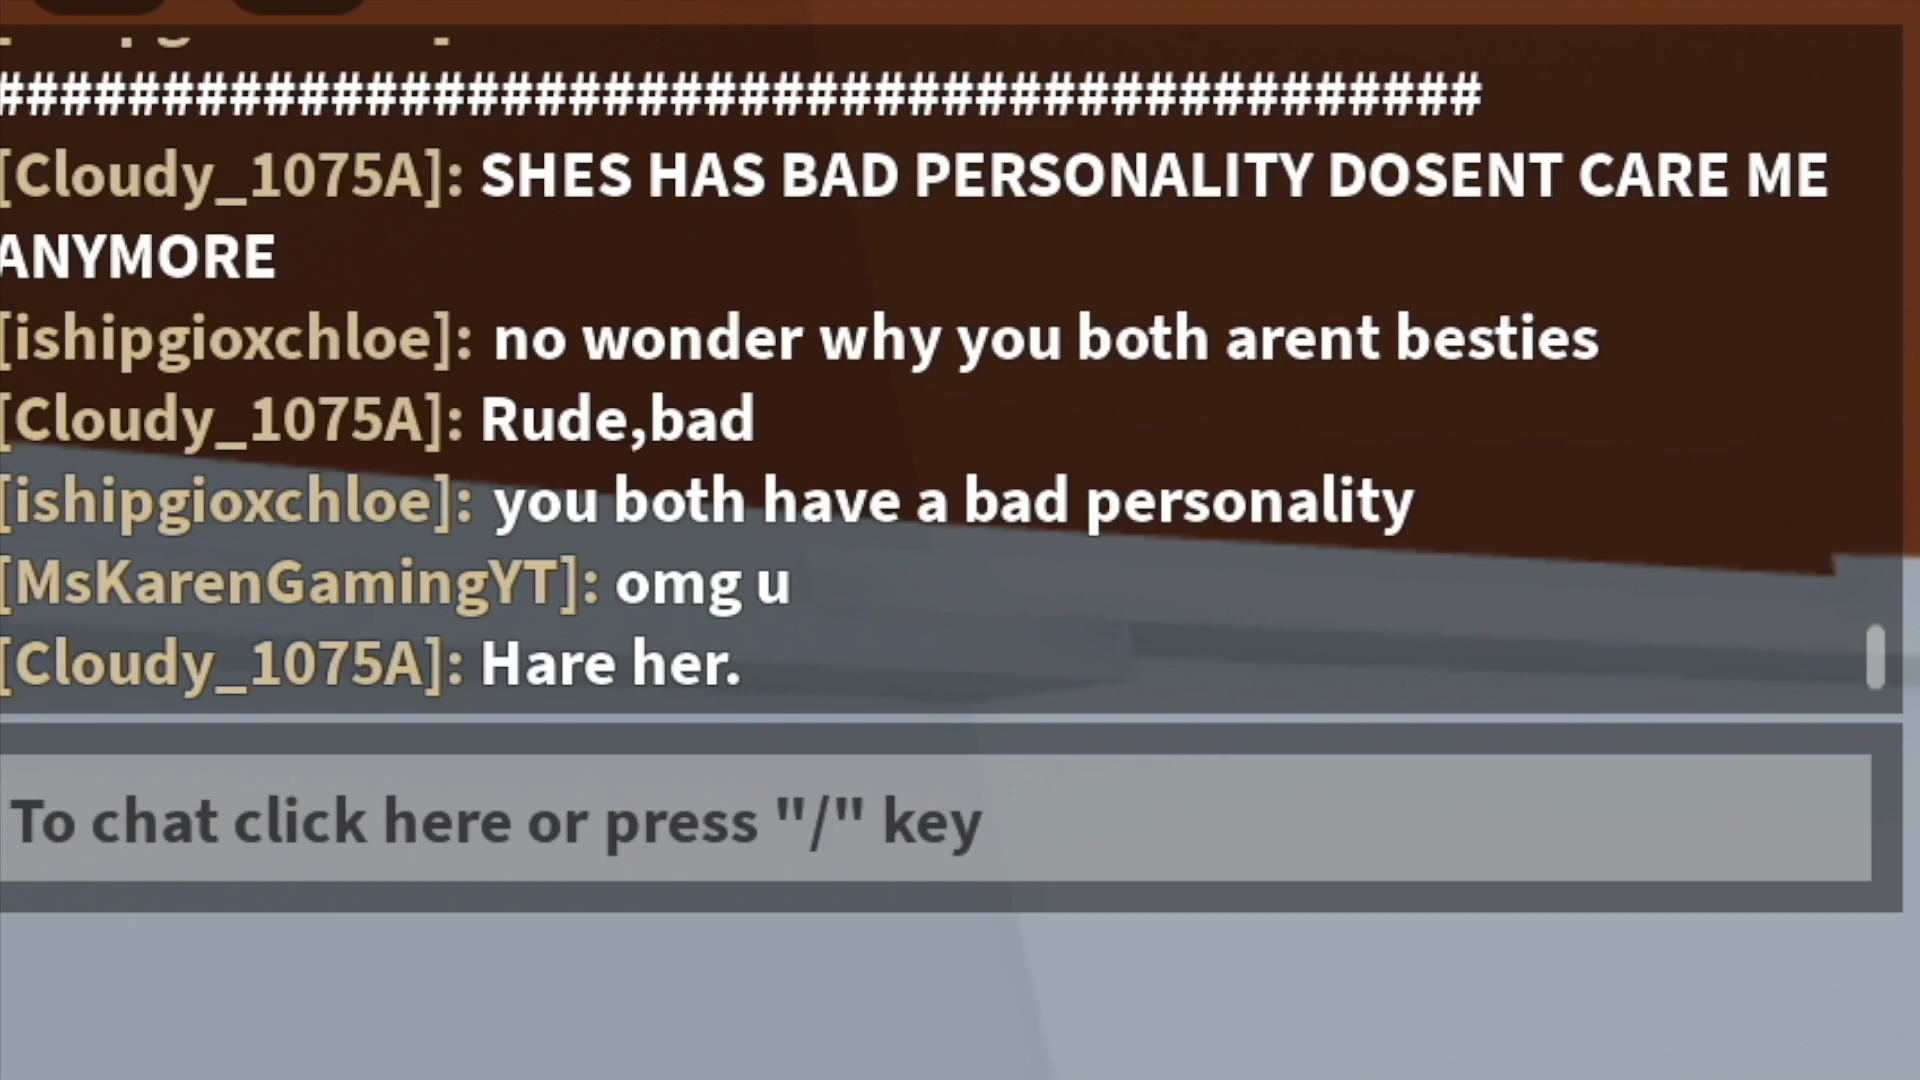 ############################################
[Cloudy_1075A]: SHES HAS BAD PERSONALITY DOSENT CARE ME
ANYMORE
[ishipgioxchloe]: no wonder why you both arent besties
[Cloudy_1075A]: Rude,bad
[ishipgioxchloe]: you both have a bad personality
[MsKarenGamingYT]: omg u
[Cloudy_1075A]: Hare her.
To chat click here or press "/" key